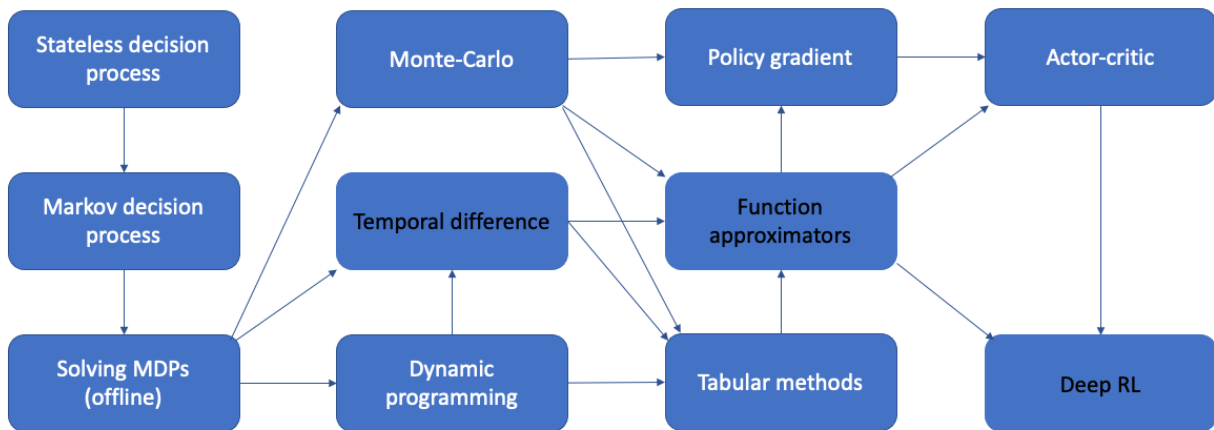 Stateless decision
process
Monte-Carlo
Policy gradient
Actor-critic
Markov decision
process
Temporal difference
Function
approximators
Solving MDPs
(offline)
Dynamic
programming
Tabular methods
Deep RL